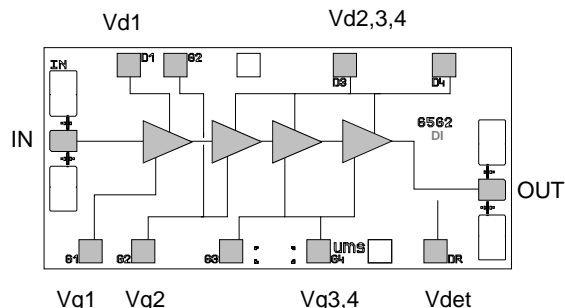 Vd1
Vd2,3,4
IN
D1
G2
D3
D4
6562
DI
IN
OUT
G1
G2
G3
G4
ums
DR
Vg1
Vg2
Vg3,4
Vdet